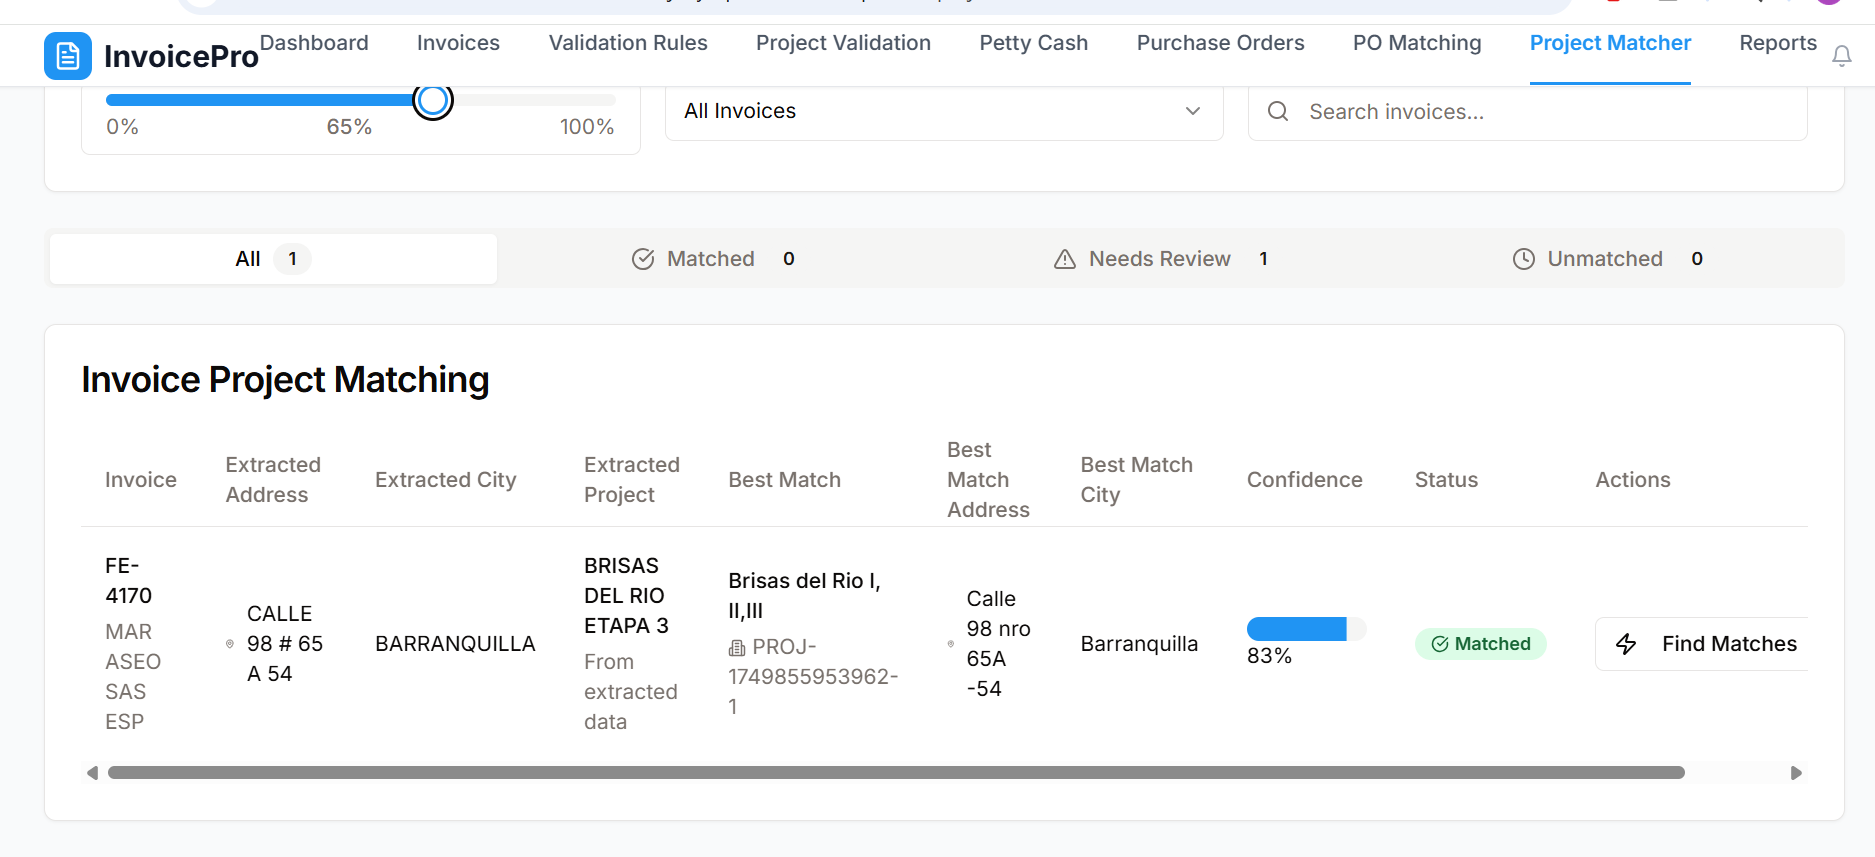 InvoicePro
Dashboard Invoices Validation Rules Project Validation Petty Cash Purchase Orders PO Matching Project Matcher Reports
0% 65% 100%
All Invoices
Search invoices...
All 1
Matched 0
Needs Review 1
Unmatched 0
Invoice Project Matching
Invoice
Extracted
Address
Extracted City
Extracted
Project
Best Match
Best
Match
Address
Best Match
City
Confidence
Status
Actions
FE-
4170
MAR
ASEO
SAS
ESP
CALLE
98 # 65
A 54
BARRANQUILLA
BRISAS
DEL RIO
ETAPA 3
From
extracted
data
Brisas del Rio I,
II,III
PROJ-
1749855953962-
1
Calle
98 nro
65A
-54
Barranquilla
83%
Matched
Find Matches